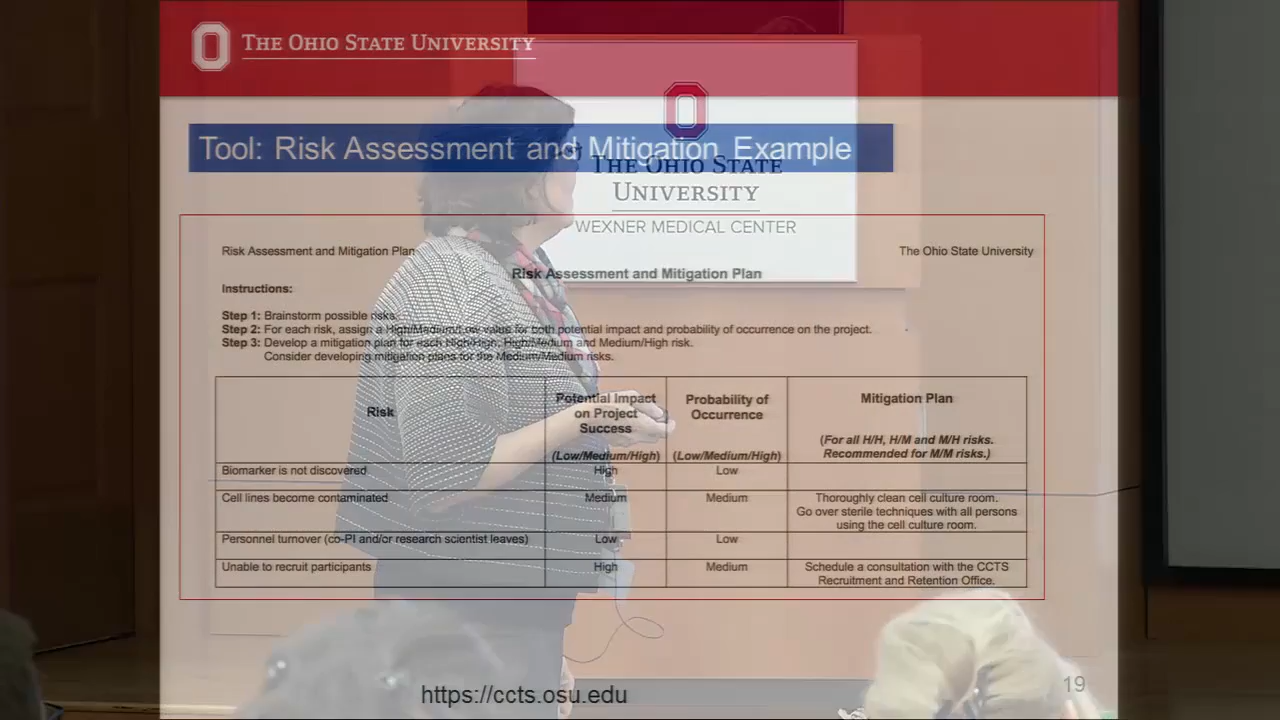 THE OHIO STATE UNIVERSITY
Tool: Risk Assessment and Mitigation Example
THE OHIO STATE
UNIVERSITY
WEXNER MEDICAL CENTER
Risk Assessment and Mitigation Plan
The Ohio State University
Risk Assessment and Mitigation Plan
Instructions:
Step 1: Brainstorm possible risks.
Step 2: For each risk, assign a High/Medium/Low value for both potential impact and probability of occurrence on the project.
Step 3: Develop a mitigation plan for each High/High, High/Medium and Medium/High risk.
Consider developing mitigation plans for the Medium/Medium risks.
Risk
Potential Impact
on Project
Success
(Low/Medium/High)
Probability of
Occurrence
(Low/Medium/High)
Mitigation Plan
(For all H/H, H/M and M/H risks.
Recommended for M/M risks.)
Biomarker is not discovered
High
Low
Cell lines become contaminated
Medium
Medium
Thoroughly clean cell culture room.
Go over sterile techniques with all persons
using the cell culture room.
Personnel turnover (co-PI and/or research scientist leaves)
Low
Low
Unable to recruit participants
High
Medium
Schedule a consultation with the CCTS
Recruitment and Retention Office.
https://ccts.osu.edu
19